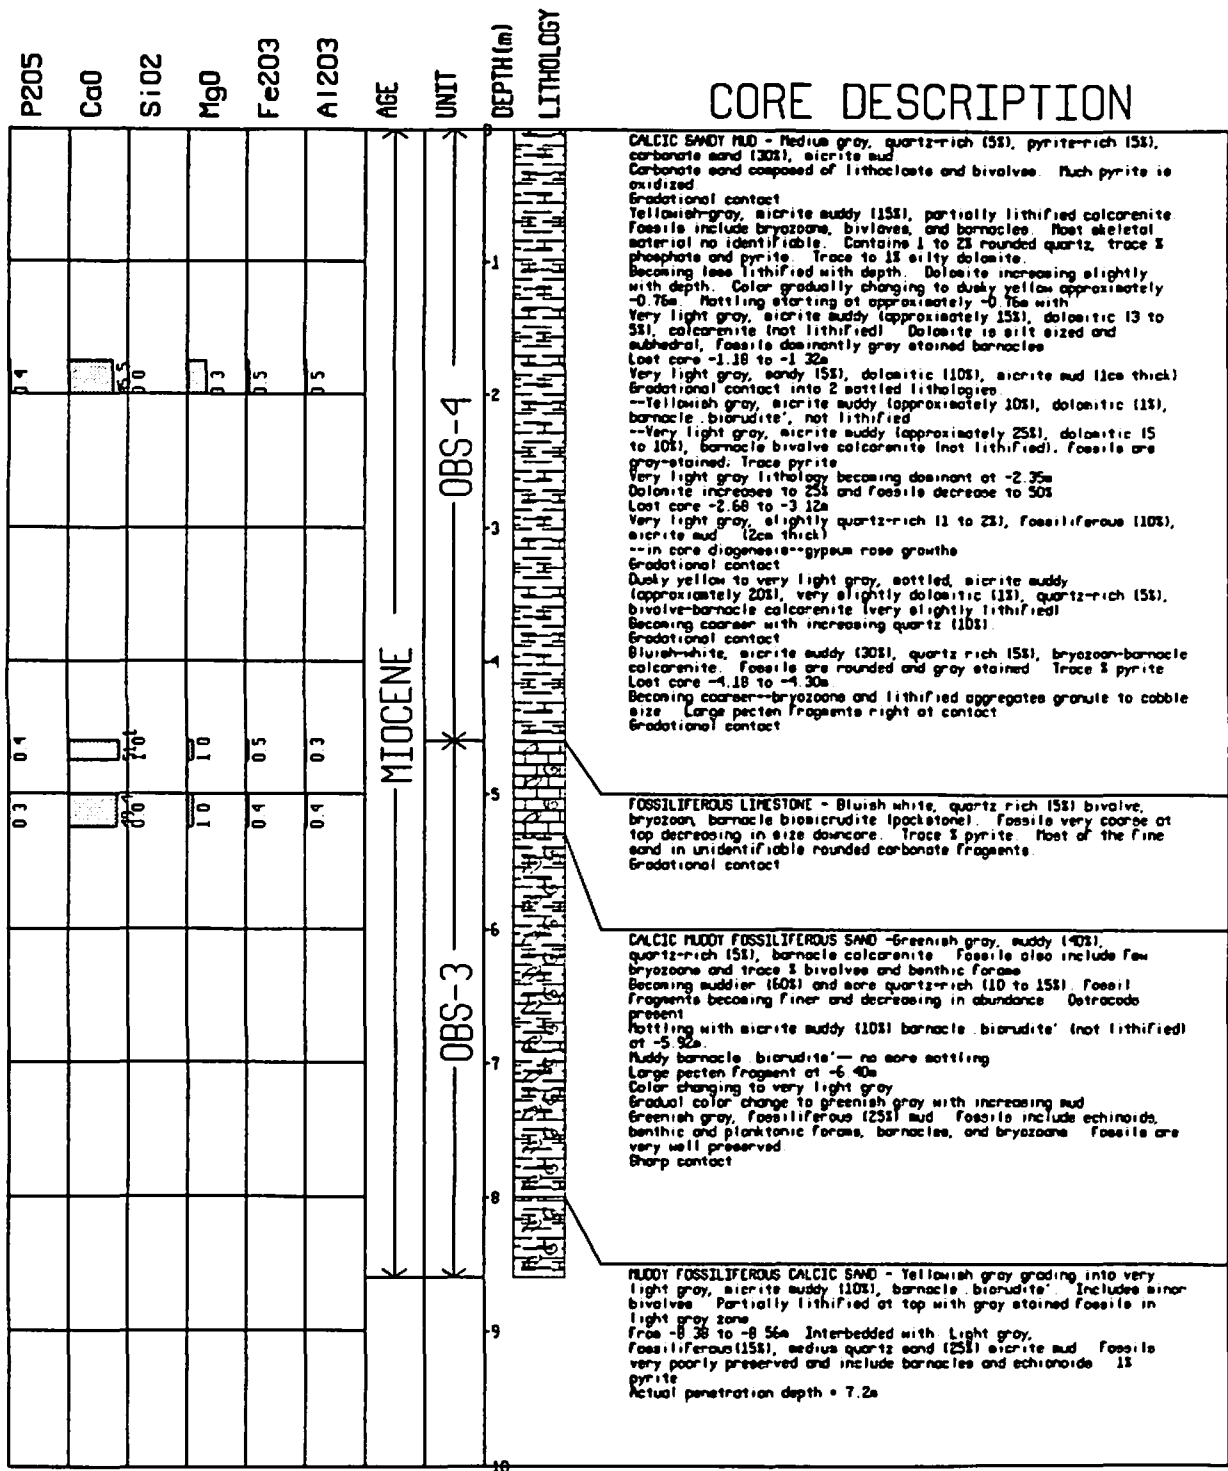 P2O5
CaO
SiO2
MgO
Fe2O3
Al2O3
AGE
UNIT
DEPTH(m)
LITHOLOGY
CORE DESCRIPTION
0
CALCIC SANDY MUD - Medium gray, quartz-rich (5%), pyrite-rich (5%),
carbonate sand (30%), micrite mud
Carbonate sand composed of lithoclasts and bivalves. Much pyrite is
oxidized
Gradational contact
Yellowish-gray, micrite muddy (15%), partially lithified calcarenite
Fossils include bryozoans, bivlaves, and barnacles. Most skeletal
material no identifiable. Contains 1 to 2% rounded quartz, trace %
phosphate and pyrite. Trace to 1% silty dolomite.
Becoming less lithified with depth. Dolomite increasing slightly
with depth. Color gradually changing to dusky yellow approximately
-0.76m. Mottling starting at approximately -0.76m with
Very light gray, micrite muddy (approximately 15%), dolomitic (3 to
5%), calcarenite (not lithified) Dolomite is silt sized and
subhedral, fossils dominantly gray stained barnacles
Lost core -1.18 to -1 32m
Very light gray, sandy (5%), dolomitic (10%), micrite mud (1cm thick)
Gradational contact into 2 mottled lithologies
--Yellowish gray, micrite muddy (approximately 10%), dolomitic (1%),
barnacle .biorudite', not lithified
--Very light gray, micrite muddy (approximately 25%), dolomitic (5
to 10%), barnacle bivalve calcarenite (not lithified). Fossils are
gray-stained. Trace pyrite
Very light gray lithology becoming dominant at -2.35m
Dolomite increases to 25% and fossils decrease to 50%
Lost core -2.68 to -3.12m
Very light gray, slightly quartz-rich (1 to 2%), fossiliferous (10%),
micrite mud (2cm thick)
--in core diagenesis--gypsum rose growths
Gradational contact
Dusky yellow to very light gray, mottled, micrite muddy
(approxiamtely 20%), very slightly dolomitic (1%), quartz-rich (5%),
bivolve-barnacle calcarenite (very slightly lithified)
Becoming coarser with increasing quartz (10%)
Gradational contact
Bluish-white, micrite muddy (30%), quartz rich (5%), bryozoan-barnacle
calcarenite. Fossils are rounded and gray stained Trace % pyrite
Lost core -4.18 to -4.30m
Becoming coarser--bryozoans and lithified aggregates granule to cobble
size Large pecten fragments right at contact
Gradational contact
-1
0 4
0 0
0 3
0 5
0 5
-2
OBS-4
-3
-4
MIOCENE
0.4
1 0
1 0
0.5
0.3
-5
FOSSILIFEROUS LIMESTONE - Bluish white, quartz rich (5%) bivalve,
bryozoan, barnacle biomicrudite (packstone). Fossils very coarse at
top decreasing in size downcore. Trace % pyrite. Most of the fine
sand in unidentifiable rounded carbonate fragments
Gradational contact
0 3
0.0
1 0
0 4
0 4
-6
CALCIC MUDDY FOSSILIFEROUS SAND -Greenish gray, muddy (40%),
quartz-rich (5%), barnacle calcarenite Fossils also include few
bryozoans and trace % bivalves and benthic forams
Becoming muddier (60%) and more quartz-rich (10 to 15%). Fossil
fragments becoming finer and decreasing in abundance Ostracods
present
Mottling with micrite muddy (10%) barnacle .biorudite' (not lithified)
at -5.92m.
Muddy barnacle .biorudite'-- no more mottling
Large pecten fragment at -6 40m
Color changing to very light gray
Gradual color change to greenish gray with increasing mud
Greenish gray, fossiliferous (25%) mud Fossils include echinoids,
benthic and planktonic forams, barnacles, and bryozoans Fossils are
very well preserved
Sharp contact
OBS-3
-7
-8
MUDDY FOSSILIFEROUS CALCIC SAND - Yellowish gray grading into very
light gray, micrite muddy (10%), barnacle .biorudite'. Includes minor
bivalves Partially lithified at top with gray stained fossils in
light gray zone
From -8 38 to -8 56m Interbedded with Light gray,
fossiliferous(15%), medium quartz sand (25%) micrite mud Fossils
very poorly preserved and include barnacles and echionoids 1%
pyrite
Actual penetration depth = 7.2m
-9
10